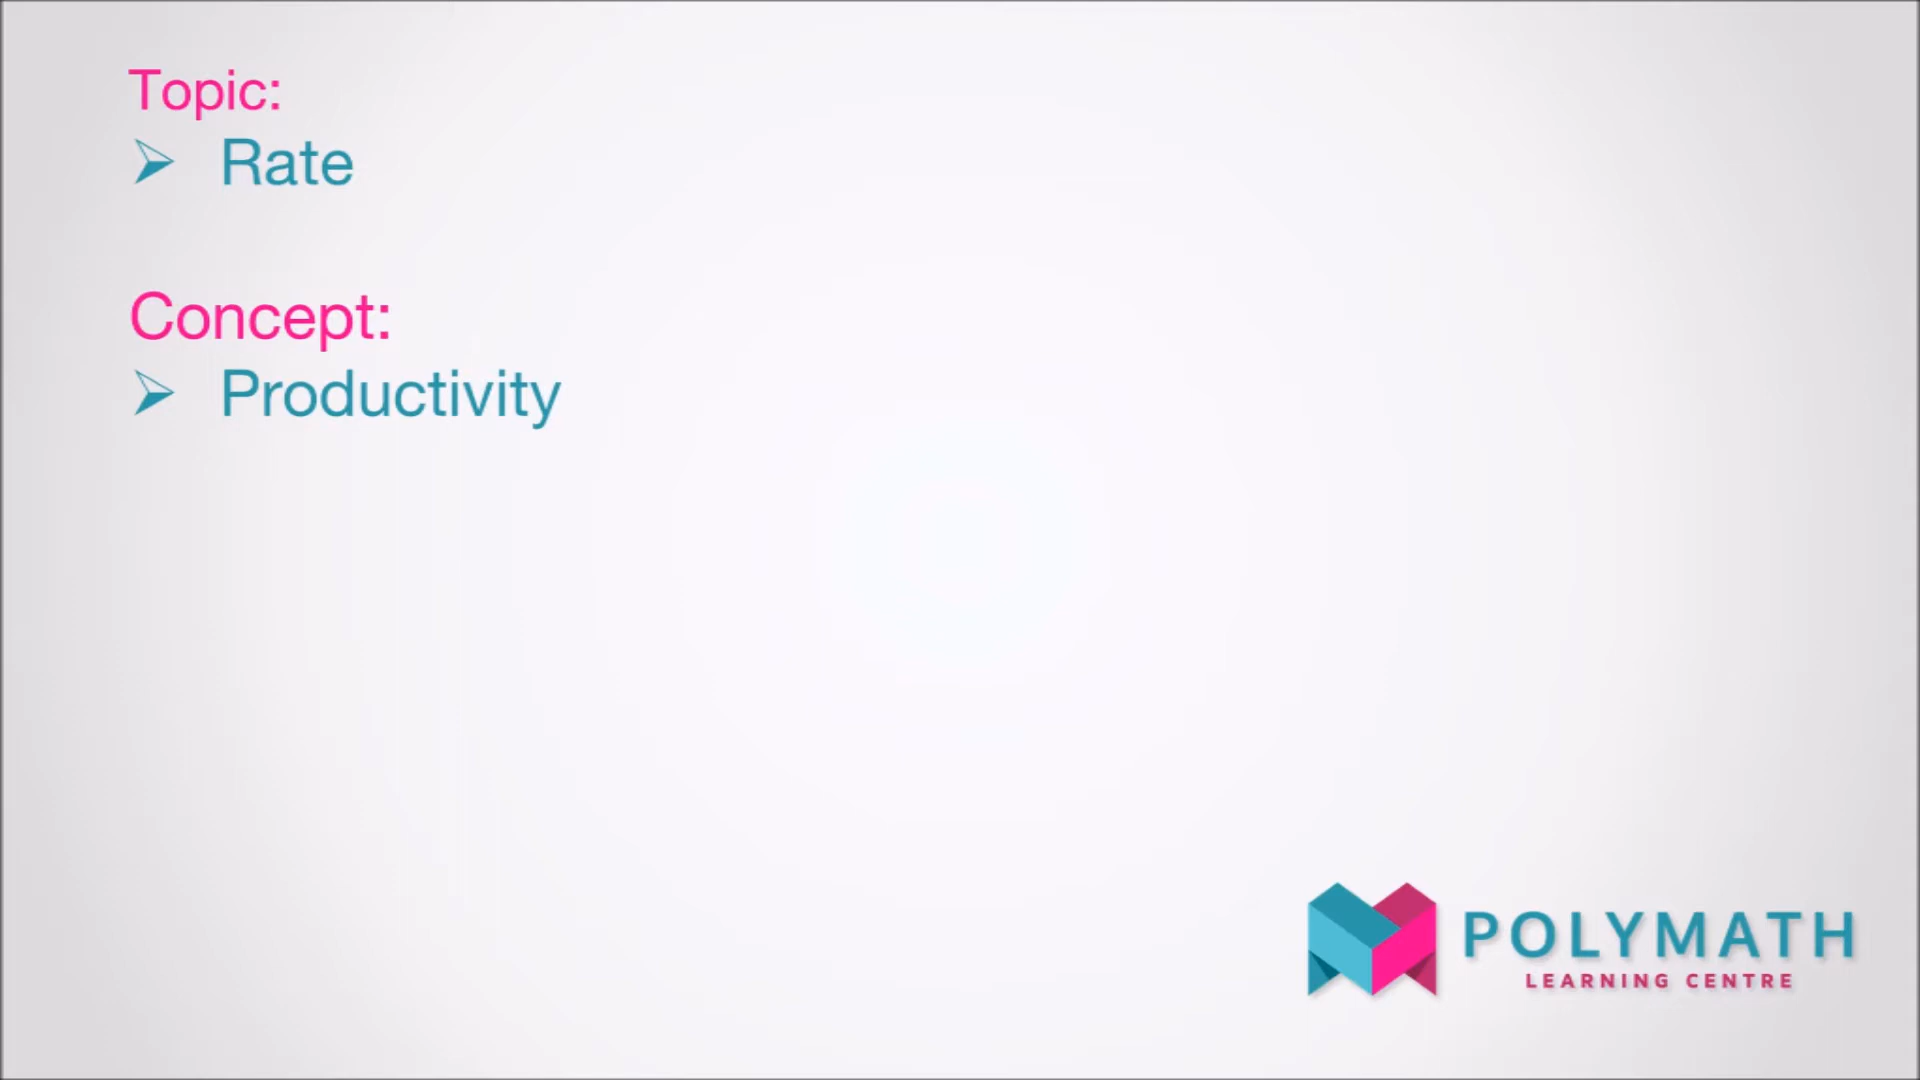 Topic:
➢ Rate
Concept:
➢ Productivity
POLYMATH
LEARNING CENTRE